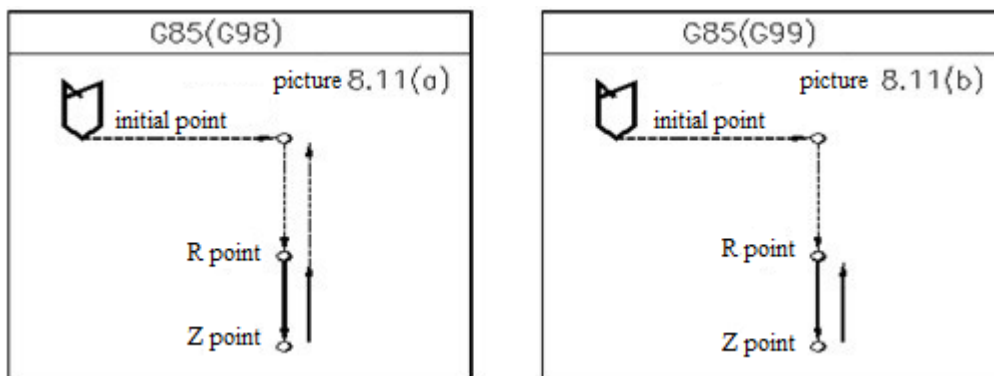 G85(G98)
picture 8.11(a)
initial point
R point
Z point
G85(G99)
picture 8.11(b)
initial point
R point
Z point